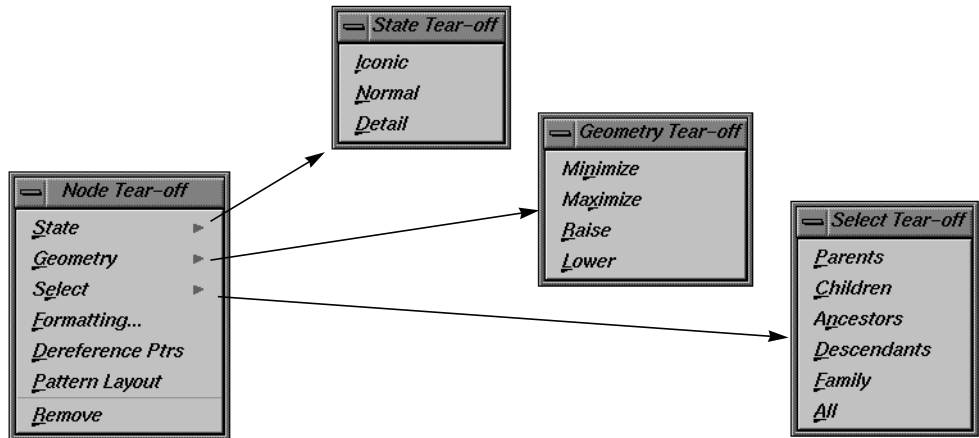 State Tear-off
Iconic
Normal
Detail
Geometry Tear-off
Minimize
Maximize
Raise
Lower
Node Tear-off
State
Geometry
Select
Formatting...
Dereference Ptrs
Pattern Layout
Remove
Select Tear-off
Parents
Children
Ancestors
Descendants
Family
All